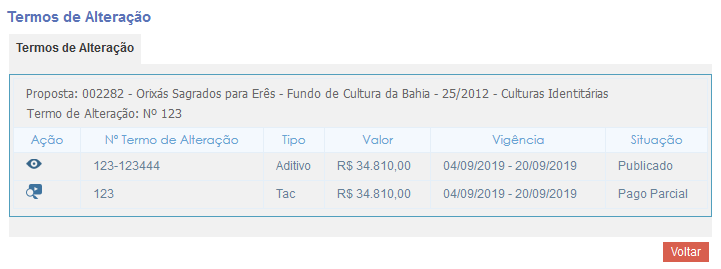 Termos de Alteração
Termos de Alteração
Proposta: 002282 - Orixás Sagrados para Erês - Fundo de Cultura da Bahia - 25/2012 - Culturas Identitárias
Termo de Alteração: Nº 123
Ação Nº Termo de Alteração Tipo Valor Vigência Situação
123-123444 Aditivo R$ 34.810,00 04/09/2019 - 20/09/2019 Publicado
123 Tac R$ 34.810,00 04/09/2019 - 20/09/2019 Pago Parcial
Voltar